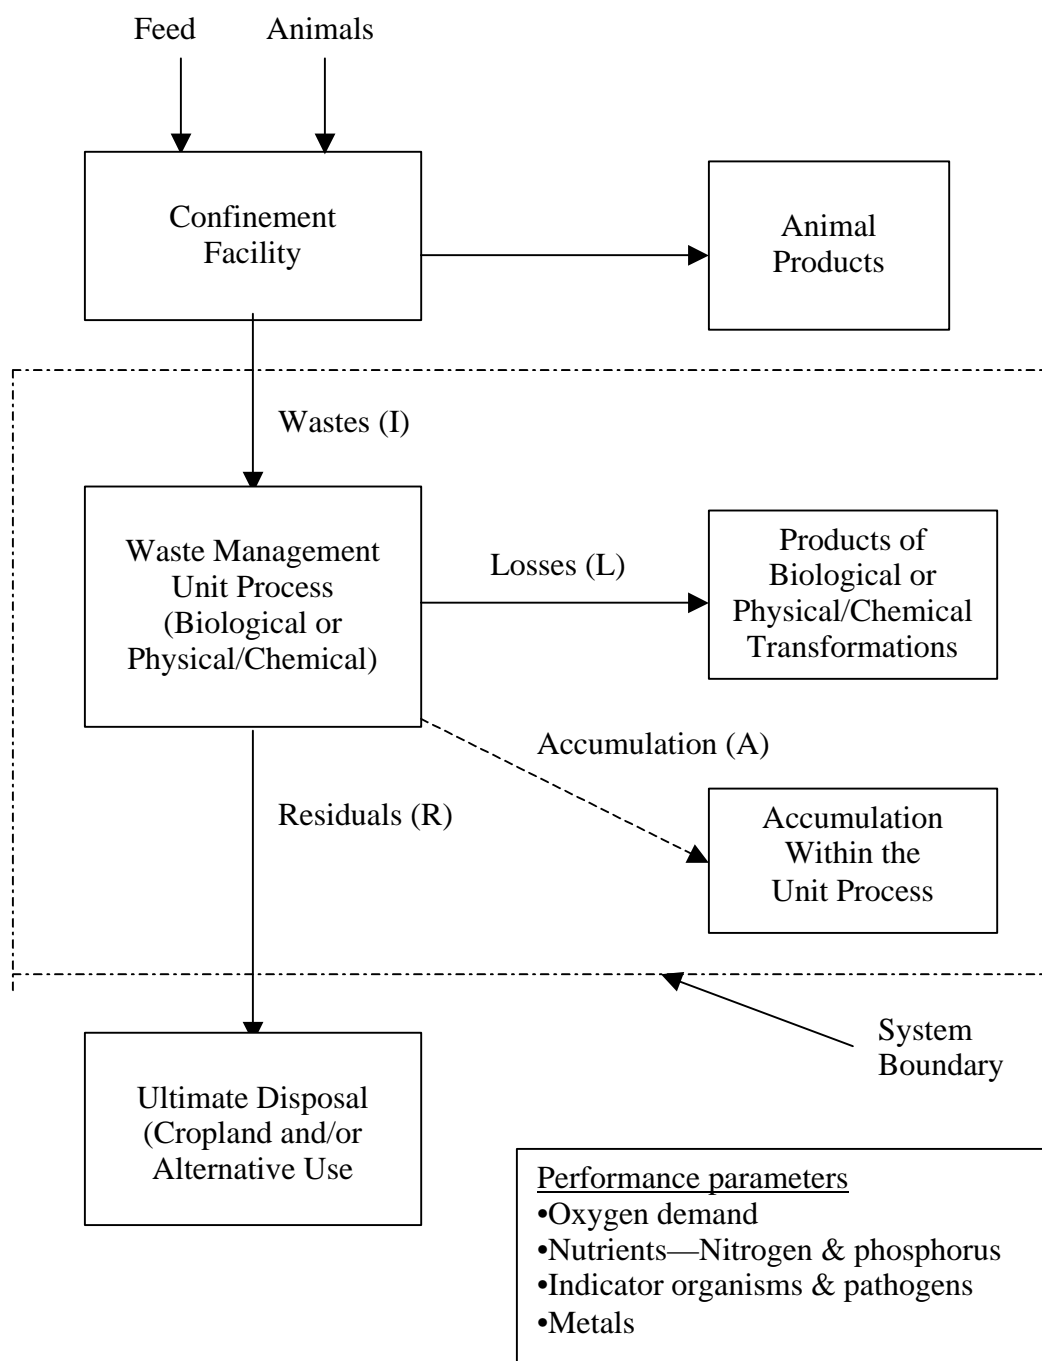 Feed
Animals
Confinement
Facility
Animal
Products
Wastes (I)
Waste Management
Unit Process
(Biological or
Physical/Chemical)
Losses (L)
Products of
Biological or
Physical/Chemical
Transformations
Accumulation (A)
Residuals (R)
Accumulation
Within the
Unit Process
System
Boundary
Ultimate Disposal
(Cropland and/or
Alternative Use
Performance parameters
•Oxygen demand
•Nutrients—Nitrogen & phosphorus
•Indicator organisms & pathogens
•Metals